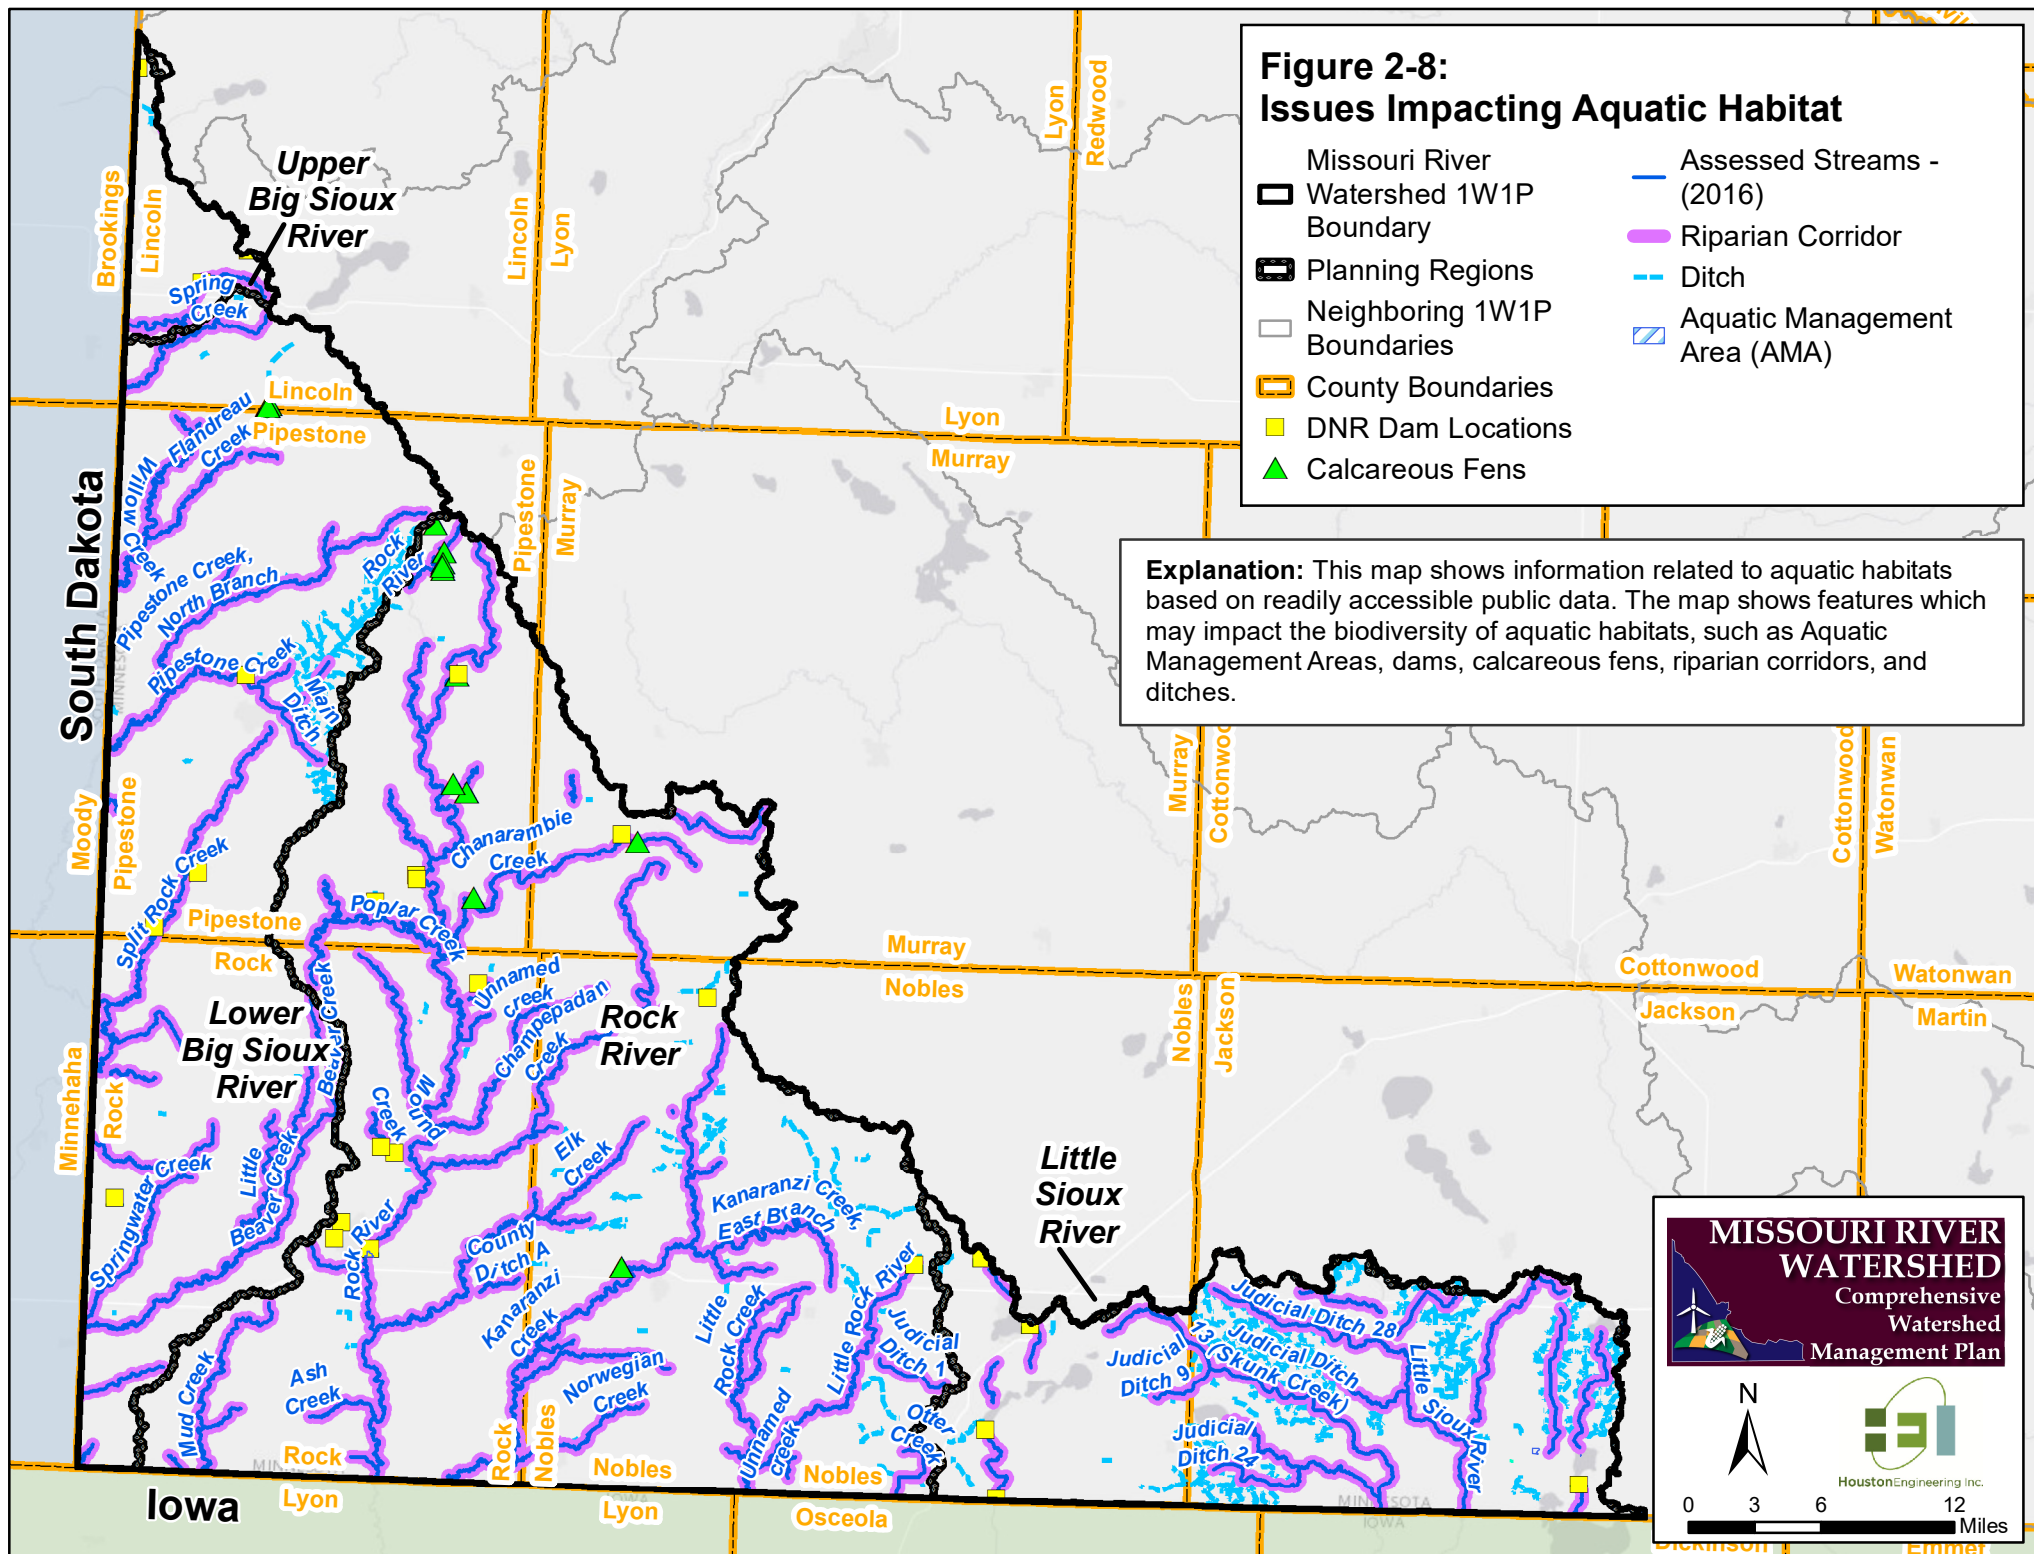 Figure 2-8:
Issues Impacting Aquatic Habitat
Missouri River
Watershed 1W1P
Boundary
Planning Regions
Neighboring 1W1P
Boundaries
County Boundaries
DNR Dam Locations
Calcareous Fens
Assessed Streams -
(2016)
Riparian Corridor
Ditch
Aquatic Management
Area (AMA)
Explanation: This map shows information related to aquatic habitats
based on readily accessible public data. The map shows features which
may impact the biodiversity of aquatic habitats, such as Aquatic
Management Areas, dams, calcareous fens, riparian corridors, and
ditches.
Upper
Big Sioux
River
Brookings
Lincoln
Lincoln
Lyon
Lyon
Redwood
Spring
Creek
Lincoln
Pipestone
Lyon
Murray
Flandreau
Creek
Willow Creek
Pipestone
Murray
South Dakota
Pipestone Creek,
North Branch
Rock
River
Pipestone Creek
Main
Ditch
MINNESOTA
Moody
Pipestone
Murray
Cottonwood
Cottonwood
Watonwan
Split Rock Creek
Chanarambie
Creek
Poplar Creek
Pipestone
Rock
Murray
Nobles
Cottonwood
Jackson
Watonwan
Martin
Nobles
Jackson
Unnamed
creek
Champepadan
Creek
Rock
River
Lower
Big Sioux
River
Beaver Creek
Mound
Creek
Minnehaha
Rock
Springwater Creek
Little
Beaver Creek
Elk
Creek
Rock River
County
Ditch A
Kanaranzi
Creek
Kanaranzi Creek,
East Branch
Little
Rock Creek
Little Rock River
Judicial
Ditch 1
Little
Sioux
River
Judicial
Ditch 9
Judicial Ditch 28
Judicial Ditch
3 (Skunk Creek)
Little
Sioux River
Judicial
Ditch 24
Mud Creek
Ash
Creek
Norwegian
Creek
Unnamed
creek
Otter
Creek
Rock
Lyon
Rock
Nobles
Nobles
Lyon
Nobles
Osceola
Iowa
IOWA
MINNESOTA
IOWA
Dickinson
Emmet
MISSOURI RIVER
WATERSHED
Comprehensive
Watershed
Management Plan
N
HoustonEngineering Inc.
0 3 6 12
Miles